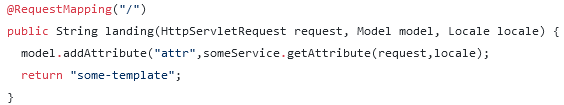 @RequestMapping("/")
public String landing(HttpServletRequest request, Model model, Locale locale) {
  model.addAttribute("attr",someService.getAttribute(request,locale);
  return "some-template";
}